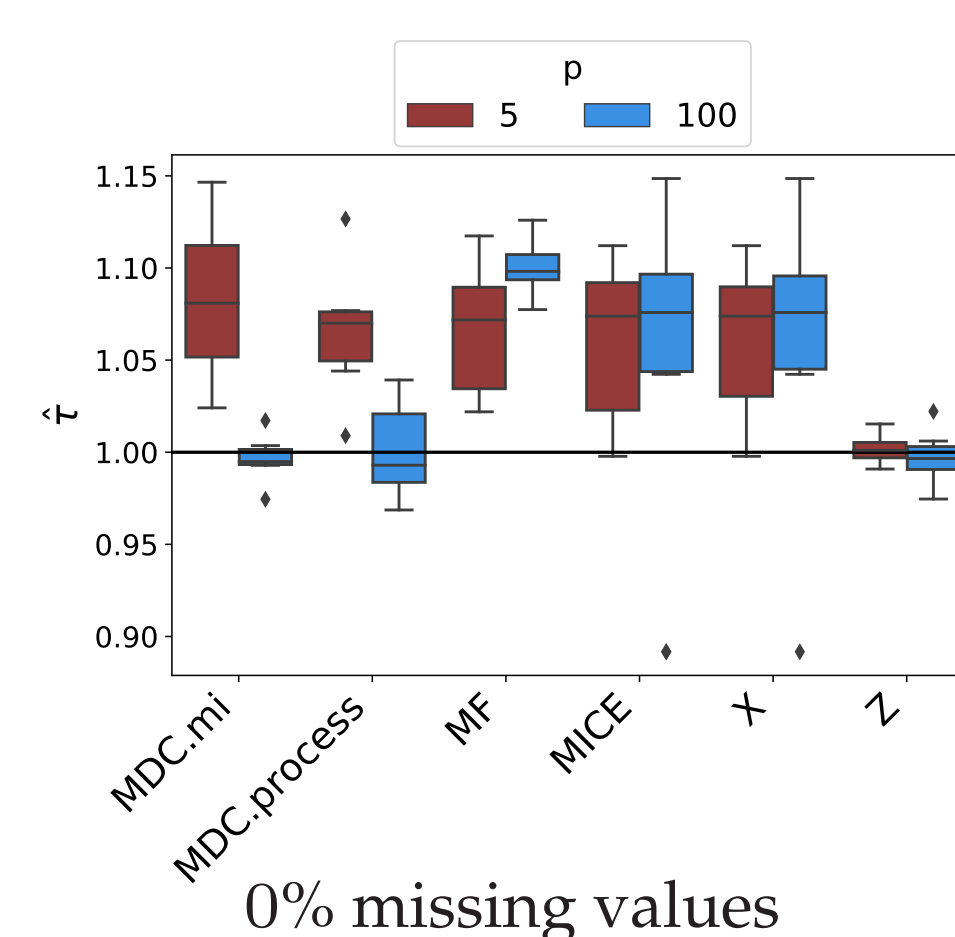 p
5 100
1.15
1.10
1.05
1.00
0.95
0.90
τ̂
MDC.mi
MDC.process
MF
MICE
X
Z
0% missing values